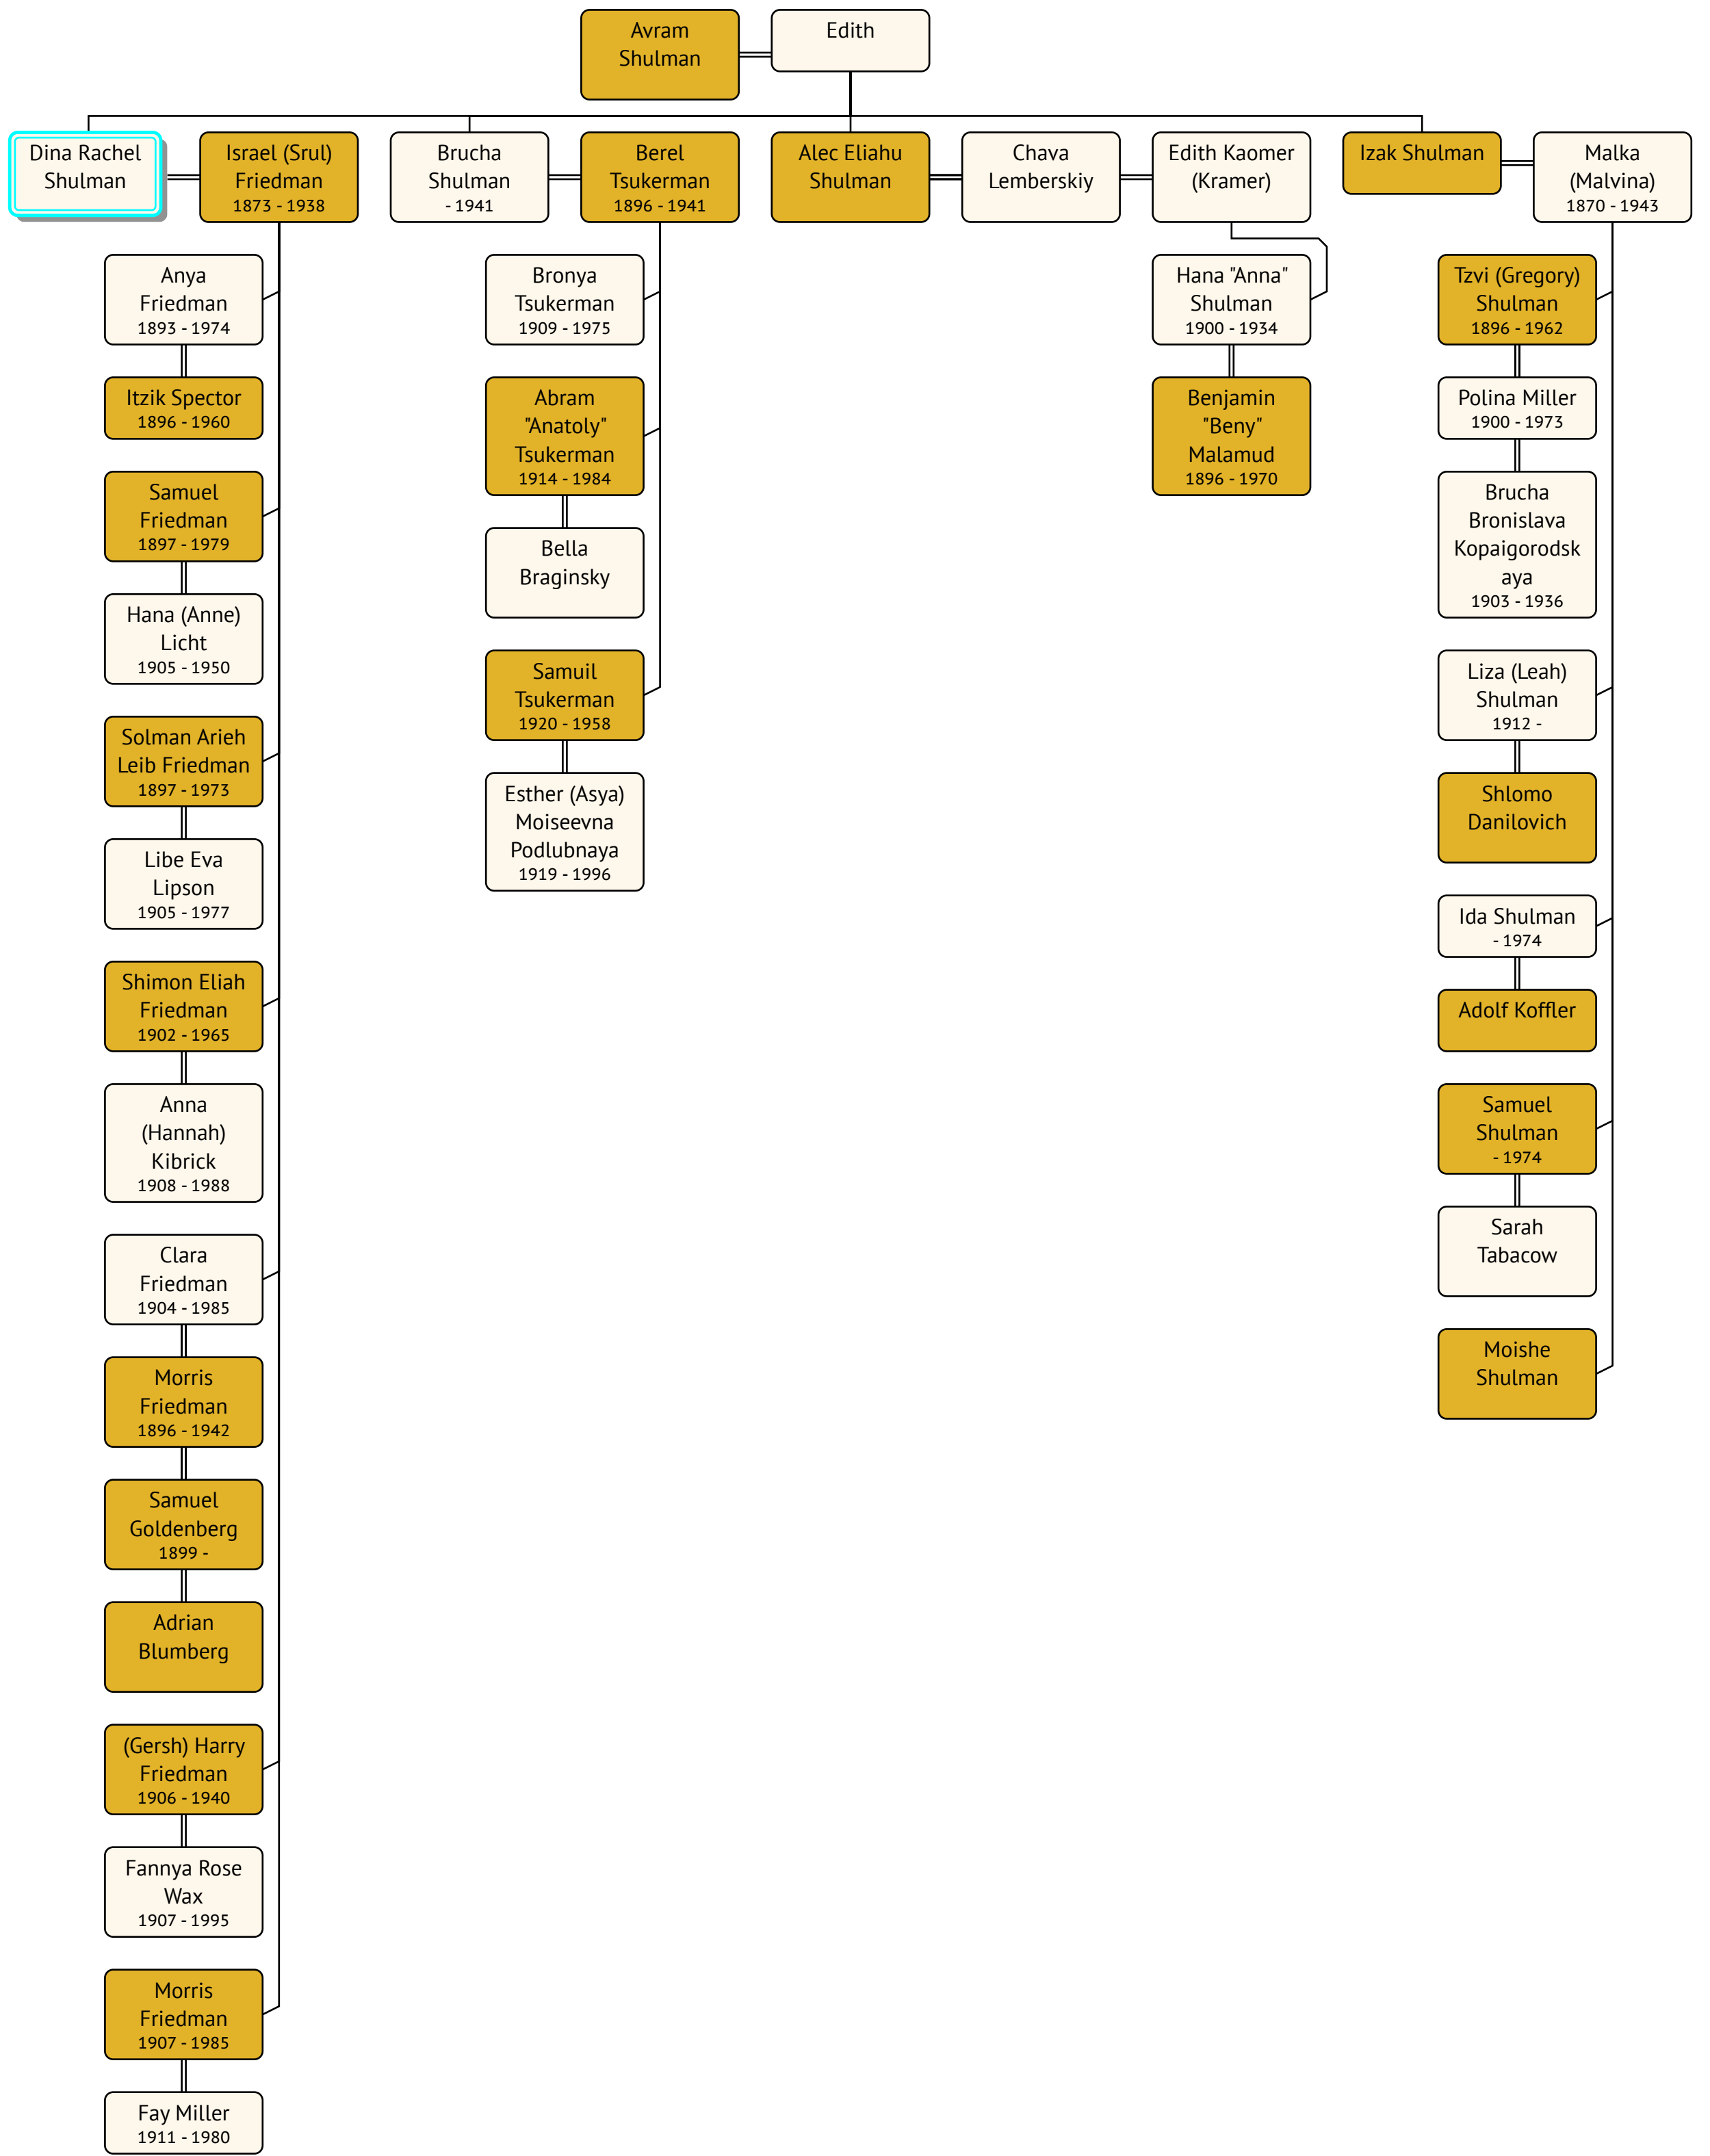 Avram
Shulman
Edith
Dina Rachel
Shulman
Israel (Srul)
Friedman
1873 - 1938
Brucha
Shulman
- 1941
Berel
Tsukerman
1896 - 1941
Alec Eliahu
Shulman
Chava
Lemberskiy
Edith Kaomer
(Kramer)
Izak Shulman
Malka
(Malvina)
1870 - 1943
Anya
Friedman
1893 - 1974
Itzik Spector
1896 - 1960
Samuel
Friedman
1897 - 1979
Hana (Anne)
Licht
1905 - 1950
Solman Arieh
Leib Friedman
1897 - 1973
Libe Eva
Lipson
1905 - 1977
Shimon Eliah
Friedman
1902 - 1965
Anna
(Hannah)
Kibrick
1908 - 1988
Clara
Friedman
1904 - 1985
Morris
Friedman
1896 - 1942
Samuel
Goldenberg
1899 -
Adrian
Blumberg
(Gersh) Harry
Friedman
1906 - 1940
Fannya Rose
Wax
1907 - 1995
Morris
Friedman
1907 - 1985
Fay Miller
1911 - 1980
Bronya
Tsukerman
1909 - 1975
Abram
"Anatoly"
Tsukerman
1914 - 1984
Bella
Braginsky
Samuil
Tsukerman
1920 - 1958
Esther (Asya)
Moiseevna
Podlubnaya
1919 - 1996
Hana "Anna"
Shulman
1900 - 1934
Benjamin
"Beny"
Malamud
1896 - 1970
Tzvi (Gregory)
Shulman
1896 - 1962
Polina Miller
1900 - 1973
Brucha
Bronislava
Kopaigorodsk
aya
1903 - 1936
Liza (Leah)
Shulman
1912 -
Shlomo
Danilovich
Ida Shulman
- 1974
Adolf Koffler
Samuel
Shulman
- 1974
Sarah
Tabacow
Moishe
Shulman